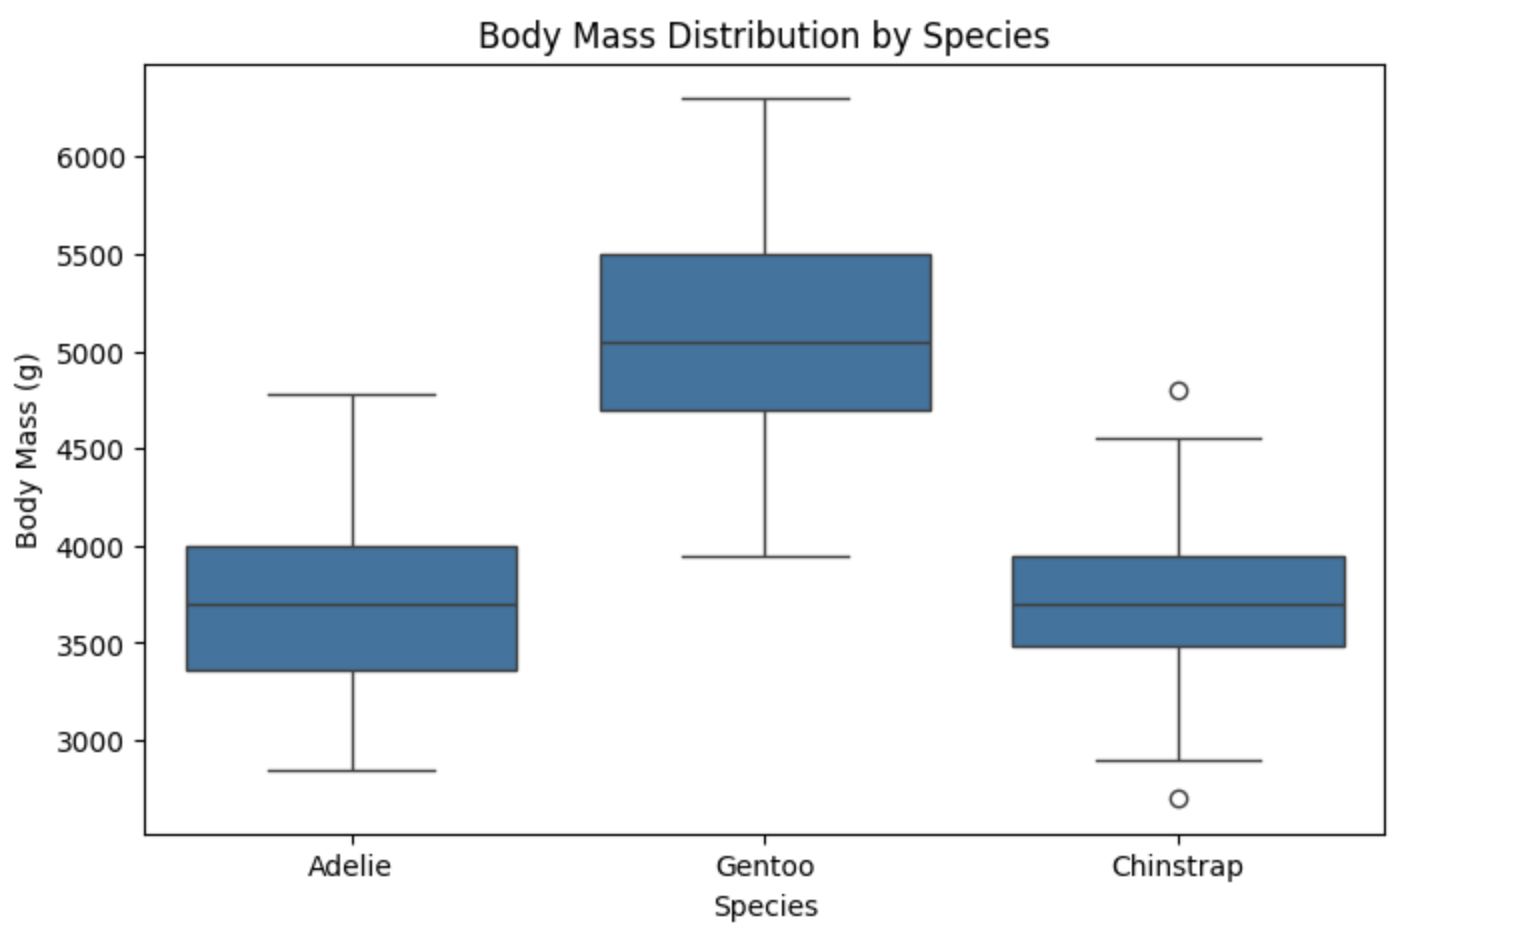 Body Mass Distribution by Species
Body Mass (g)
6000
5500
5000
4500
4000
3500
3000
Adelie Gentoo Chinstrap
Species